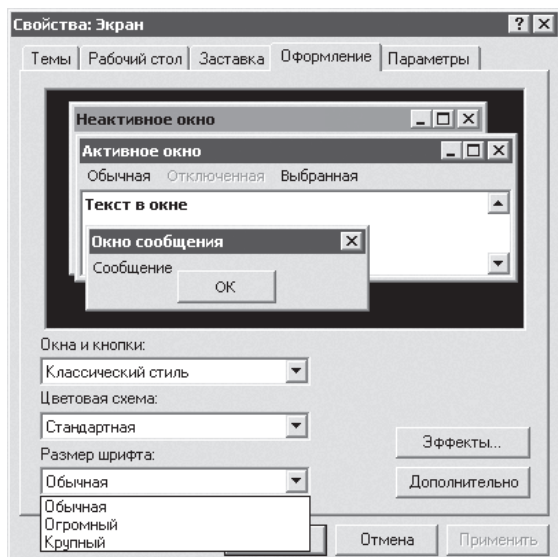 Свойства: Экран
Темы Рабочий стол Заставка Оформление Параметры
Неактивное окно
Активное окно
Обычная Отключенная Выбранная
Текст в окне
Окно сообщения
Сообщение
ОК
Окна и кнопки:
Классический стиль
Цветовая схема:
Стандартная
Эффекты...
Размер шрифта:
Обычная
Дополнительно
Обычная
Огромный
Крупный
Отмена
Применить